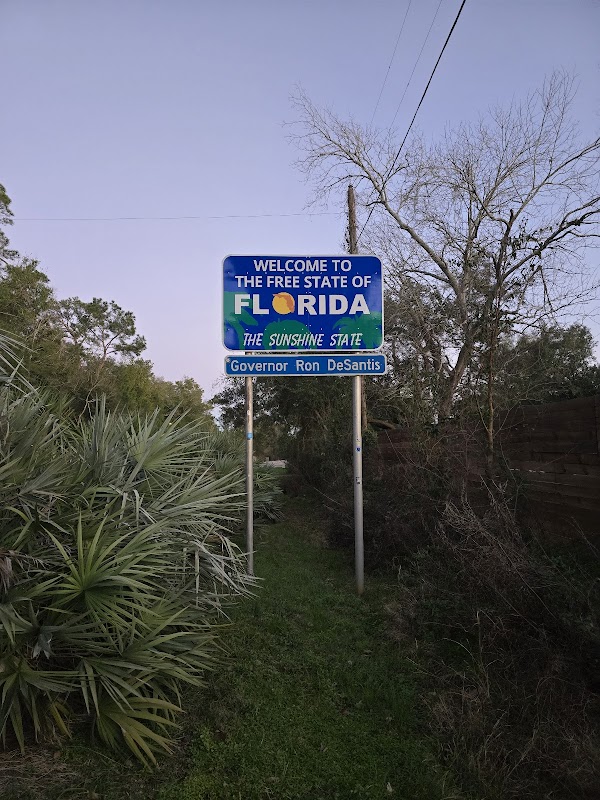 WELCOME TO
THE FREE STATE OF
FLORIDA
THE SUNSHINE STATE
Governor Ron DeSantis